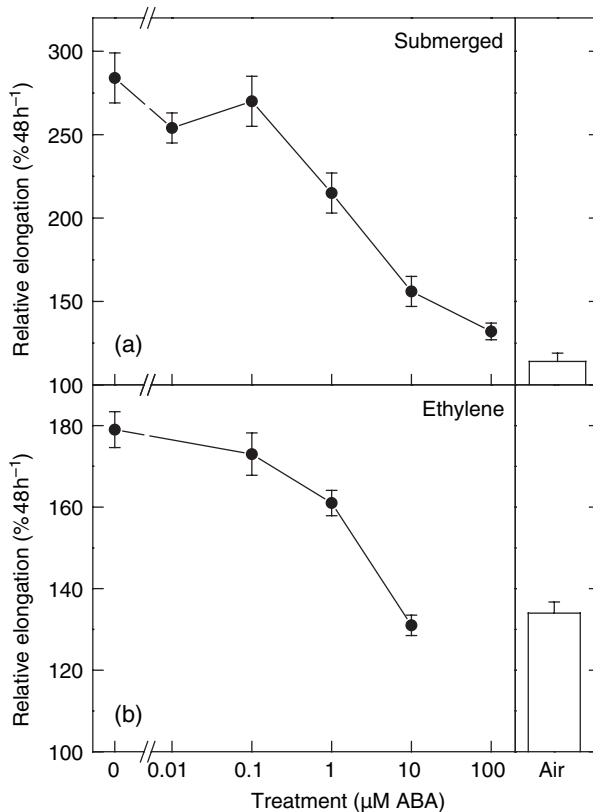 Submerged
300
250
200
150
100
Relative elongation (%48h⁻¹)
(a)
Ethylene
180
160
140
120
100
Relative elongation (%48h⁻¹)
(b)
0 0.01 0.1 1 10 100 Air
Treatment (µM ABA)